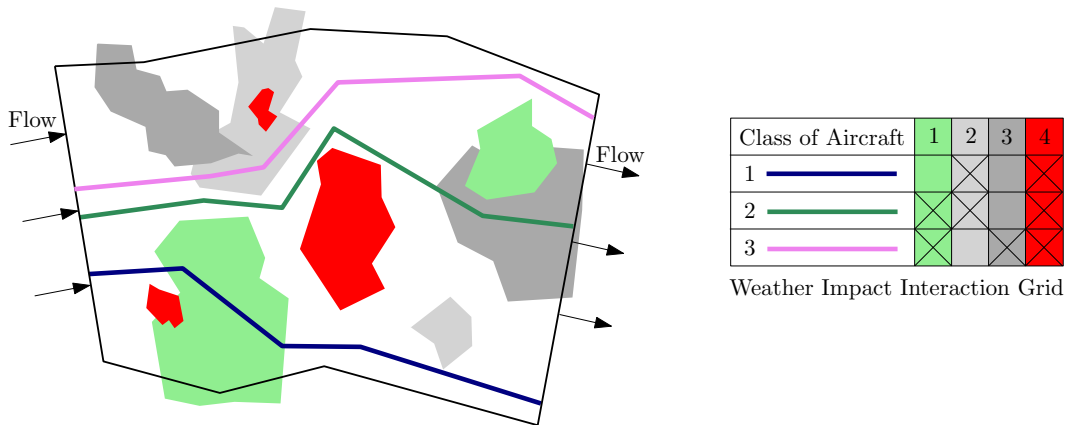 Flow
Flow
Class of Aircraft 1 2 3 4
1
2
3
Weather Impact Interaction Grid